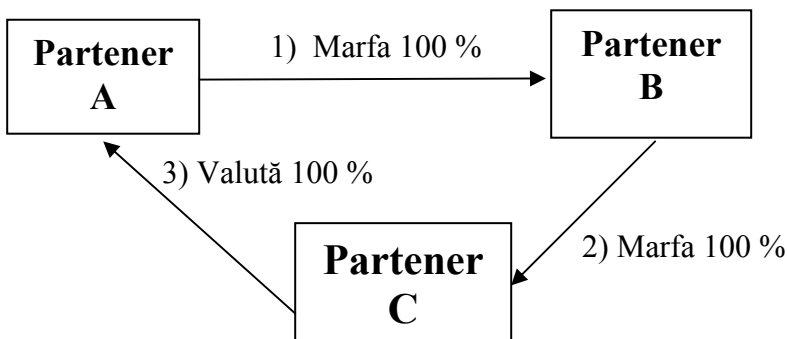 Partener
A
1) Marfa 100 %
Partener
B
3) Valută 100 %
2) Marfa 100 %
Partener
C